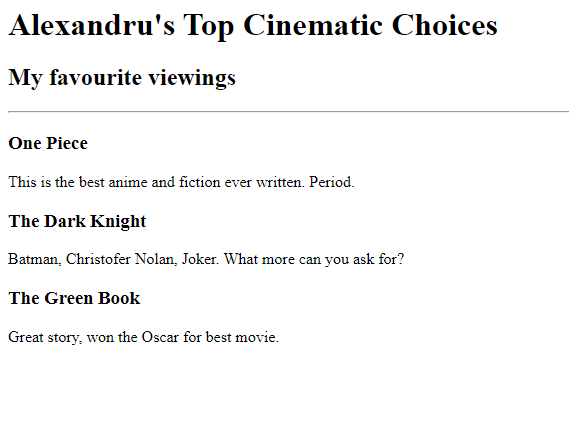 Alexandru's Top Cinematic Choices
My favourite viewings
One Piece
This is the best anime and fiction ever written. Period.
The Dark Knight
Batman, Christofer Nolan, Joker. What more can you ask for?
The Green Book
Great story, won the Oscar for best movie.